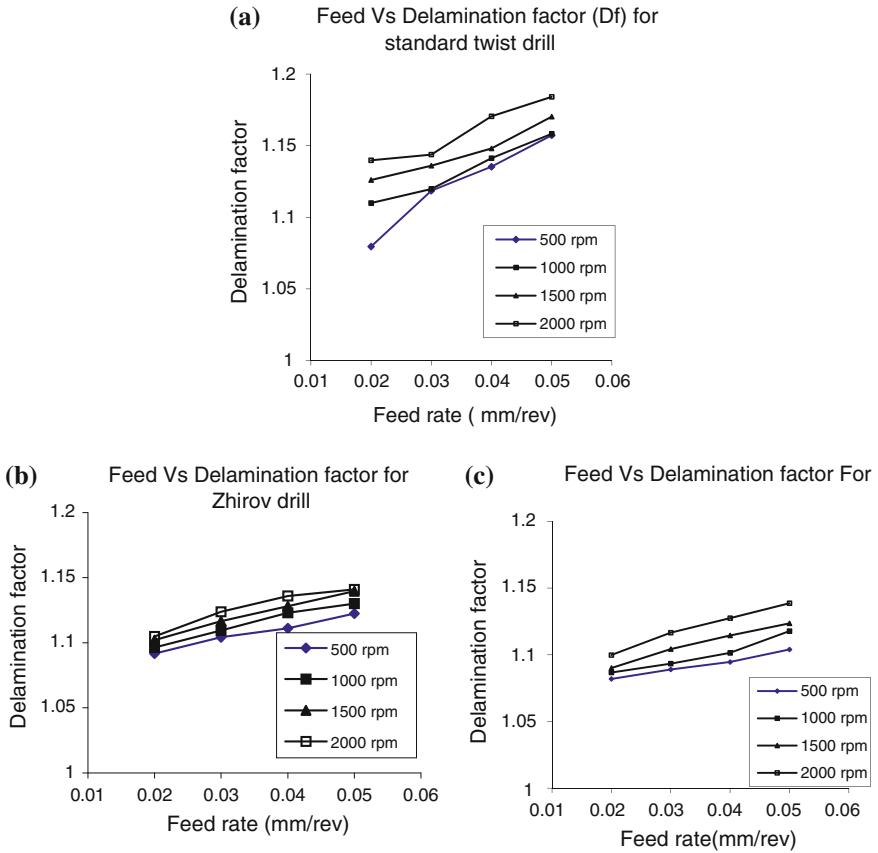 (a) Feed Vs Delamination factor (Df) for
standard twist drill
1.2
1.15
1.1
1.05
1
Delamination factor
0.01 0.02 0.03 0.04 0.05 0.06
Feed rate ( mm/rev)
500 rpm
1000 rpm
1500 rpm
2000 rpm
(b) Feed Vs Delamination factor for
Zhirov drill
1.2
1.15
1.1
1.05
1
Delamination factor
0.01 0.02 0.03 0.04 0.05 0.06
Feed rate (mm/rev)
500 rpm
1000 rpm
1500 rpm
2000 rpm
(c) Feed Vs Delamination factor For
1.2
1.15
1.1
1.05
1
Delamination factor
0.01 0.02 0.03 0.04 0.05 0.06
Feed rate(mm/rev)
500 rpm
1000 rpm
1500 rpm
2000 rpm